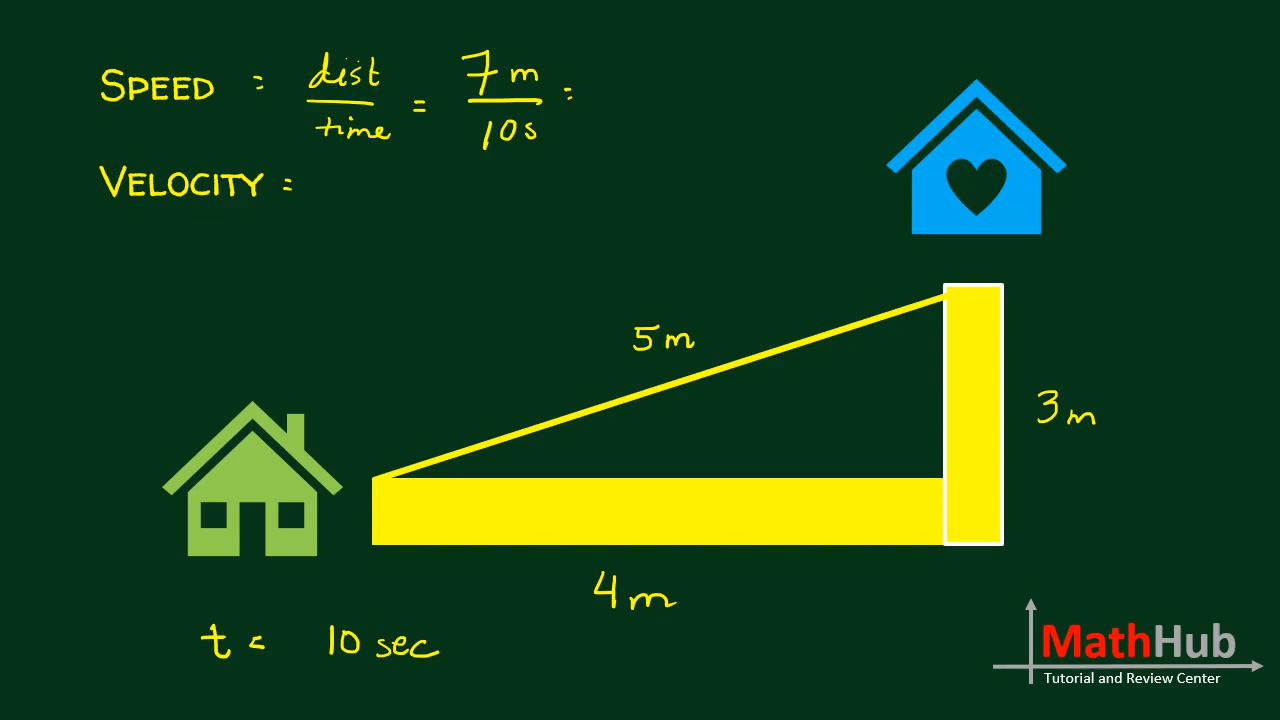 SPEED = dist/time = 7m/10s =
VELOCITY =
5m
3m
4m
t = 10 sec
MathHub
Tutorial and Review Center